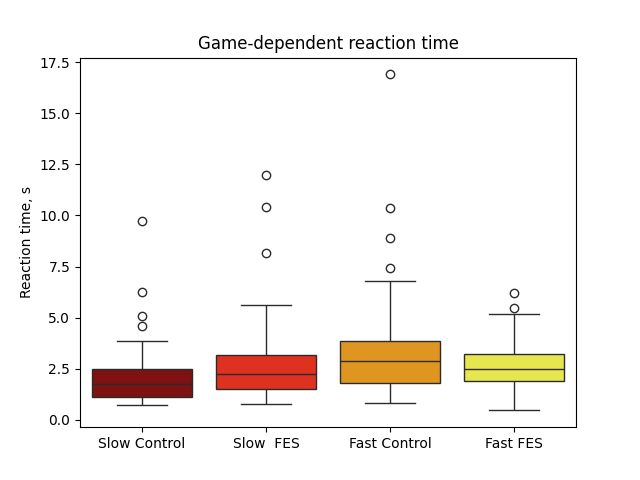 Game-dependent reaction time
Reaction time, s
17.5
15.0
12.5
10.0
7.5
5.0
2.5
0.0
Slow Control
Slow  FES
Fast Control
Fast FES